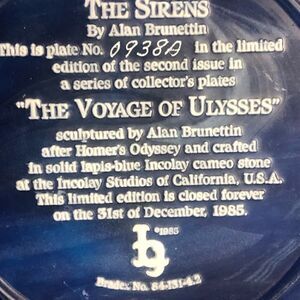 THE SIRENS
By Alan Brunettin
This is plate No. 0938A in the limited
edition of the second issue in
a series of collector's plates
"THE VOYAGE OF ULYSSES"
sculptured by Alan Brunettin
after Homer's Odyssey and crafted
in solid lapis-blue Incolay cameo stone
at the Incolay Studios of California, U.S.A.
This limited edition is closed forever
on the 31st of December, 1985.
©1985
Bradex No. 84-I31-4.2